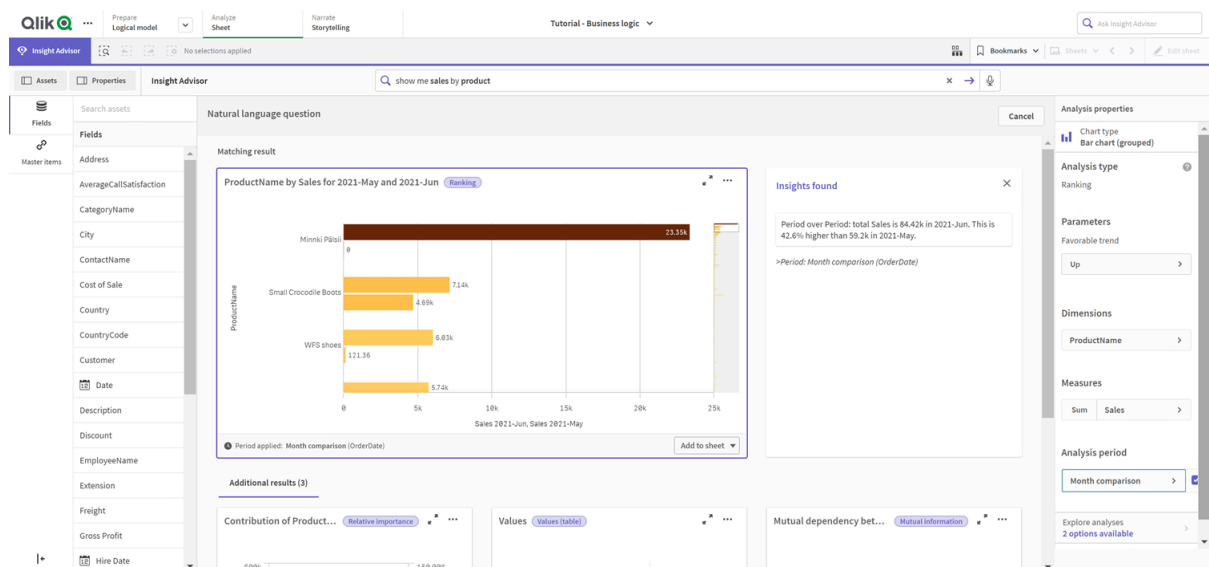 Qlik
Prepare
Logical model
Analyze
Sheet
Narrate
Storytelling
Tutorial - Business logic
Ask Insight Advisor
Insight Advisor
No selections applied
Bookmarks
Sheets
Edit sheet
Assets
Properties
Insight Advisor
show me sales by product
Fields
Master items
Search assets
Fields
Address
AverageCallSatisfaction
CategoryName
City
ContactName
Cost of Sale
Country
CountryCode
Customer
Date
Description
Discount
EmployeeName
Extension
Freight
Gross Profit
Hire Date
Natural language question
Cancel
Matching result
ProductName by Sales for 2021-May and 2021-Jun
Ranking
ProductName
Minnki Pälsii
23.35k
0
Small Crocodile Boots
7.14k
4.69k
WFS shoes
6.03k
121.36
5.74k
0 5k 10k 15k 20k 25k
Sales 2021-Jun, Sales 2021-May
Period applied: Month comparison (OrderDate)
Add to sheet
Insights found
Period over Period: total Sales is 84.42k in 2021-Jun. This is
42.6% higher than 59.2k in 2021-May.
>Period: Month comparison (OrderDate)
Additional results (3)
Contribution of Product...
Relative importance
Values
Values (table)
Mutual dependency bet...
Mutual information
Analysis properties
Chart type
Bar chart (grouped)
Analysis type
Ranking
Parameters
Favorable trend
Up
Dimensions
ProductName
Measures
Sum Sales
Analysis period
Month comparison
Explore analyses
2 options available